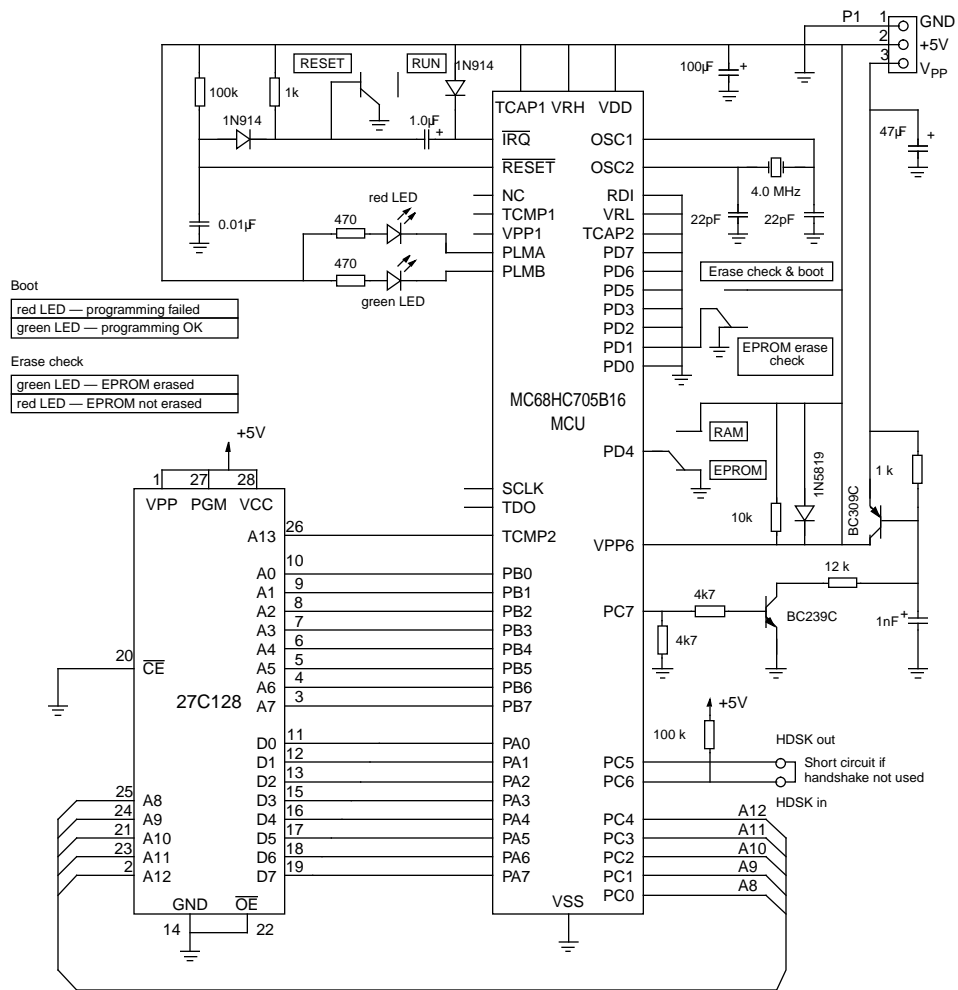 P1
1
GND
2
+5V
3
VPP
RESET
RUN
1N914
100µF
100k
1k
1N914
1.0µF
47µF
TCAP1 VRH VDD
IRQ
OSC1
RESET
OSC2
4.0 MHz
NC
RDI
TCMP1
VRL
22pF
22pF
0.01µF
VPP1
TCAP2
red LED
470
PLMA
PD7
470
PLMB
PD6
Erase check & boot
green LED
PD5
PD3
PD2
PD1
EPROM erase
check
PD0
Boot
red LED — programming failed
green LED — programming OK
Erase check
green LED — EPROM erased
red LED — EPROM not erased
MC68HC705B16
MCU
RAM
PD4
EPROM
1N5819
1 k
10k
BC309C
+5V
1
27
28
VPP
PGM
VCC
SCLK
TDO
A13
26
TCMP2
VPP6
A0
10
PB0
12 k
A1
9
PB1
A2
8
PB2
PC7
4k7
BC239C
1nF
A3
7
PB3
4k7
A4
6
PB4
20
CE
A5
5
PB5
A6
4
PB6
27C128
A7
3
PB7
+5V
100 k
D0
11
PA0
HDSK out
D1
12
PA1
PC5
Short circuit if
handshake not used
D2
13
PA2
PC6
HDSK in
25
A8
D3
15
PA3
24
A9
D4
16
PA4
PC4
A12
21
A10
D5
17
PA5
PC3
A11
23
A11
D6
18
PA6
PC2
A10
2
A12
D7
19
PA7
PC1
A9
PC0
A8
GND
OE
VSS
14
22